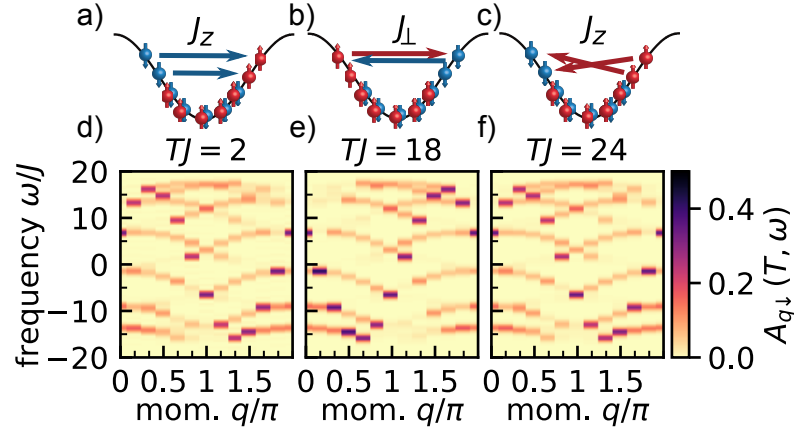 a) J_z b) J_⊥ c) J_z
d) TJ = 2 e) TJ = 18 f) TJ = 24
frequency ω/J
20
10
0
−10
−20
0 0.5 1 1.5 0 0.5 1 1.5 0 0.5 1 1.5
mom. q/π mom. q/π mom. q/π
0.4
0.2
0.0
A_{q↓} (T, ω)